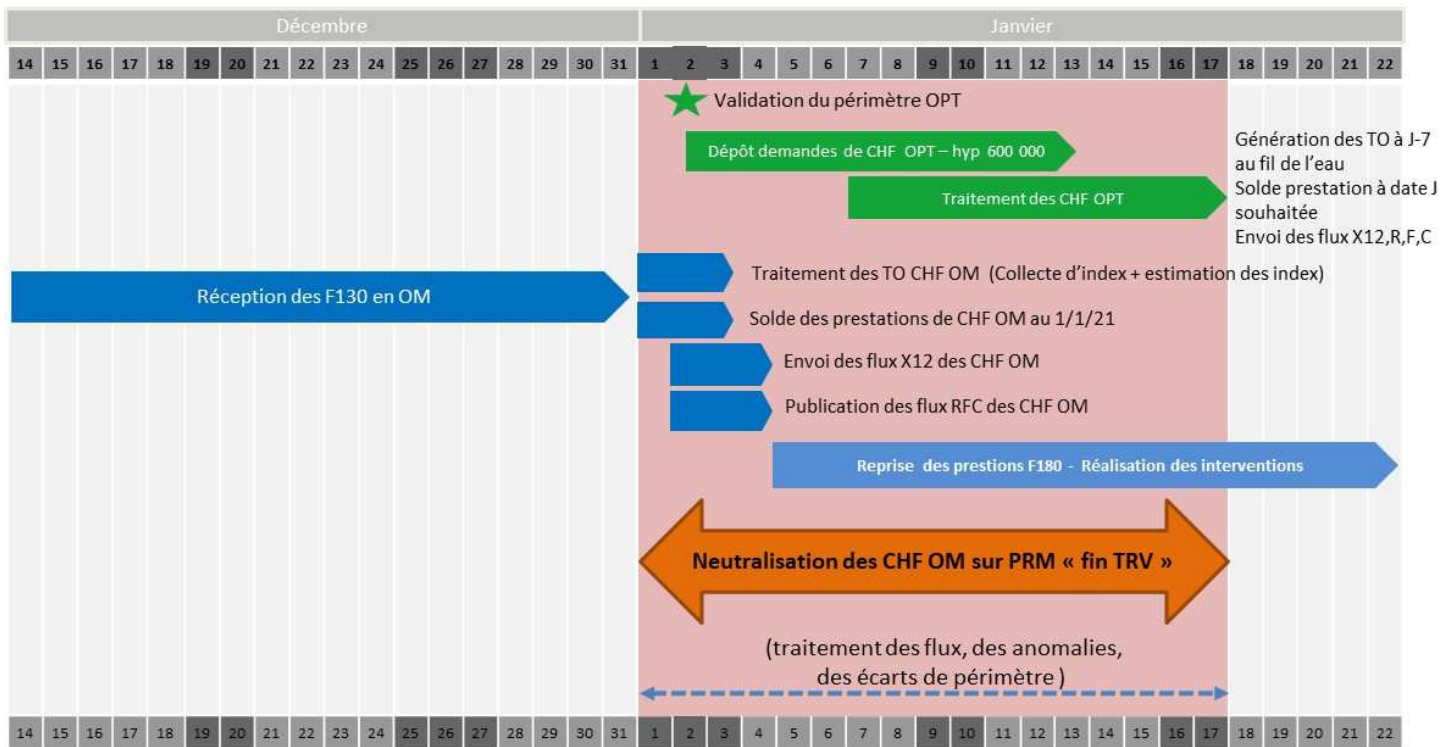 Décembre Janvier
14 15 16 17 18 19 20 21 22 23 24 25 26 27 28 29 30 31 1 2 3 4 5 6 7 8 9 10 11 12 13 14 15 16 17 18 19 20 21 22
Validation du périmètre OPT
Dépôt demandes de CHF OPT – hyp 600 000
Traitement des CHF OPT
Génération des TO à J-7
au fil de l’eau
Solde prestation à date J
souhaitée
Envoi des flux X12,R,F,C
Réception des F130 en OM
Traitement des TO CHF OM (Collecte d’index + estimation des index)
Solde des prestations de CHF OM au 1/1/21
Envoi des flux X12 des CHF OM
Publication des flux RFC des CHF OM
Reprise des prestions F180 - Réalisation des interventions
Neutralisation des CHF OM sur PRM « fin TRV »
(traitement des flux, des anomalies,
des écarts de périmètre )
14 15 16 17 18 19 20 21 22 23 24 25 26 27 28 29 30 31 1 2 3 4 5 6 7 8 9 10 11 12 13 14 15 16 17 18 19 20 21 22